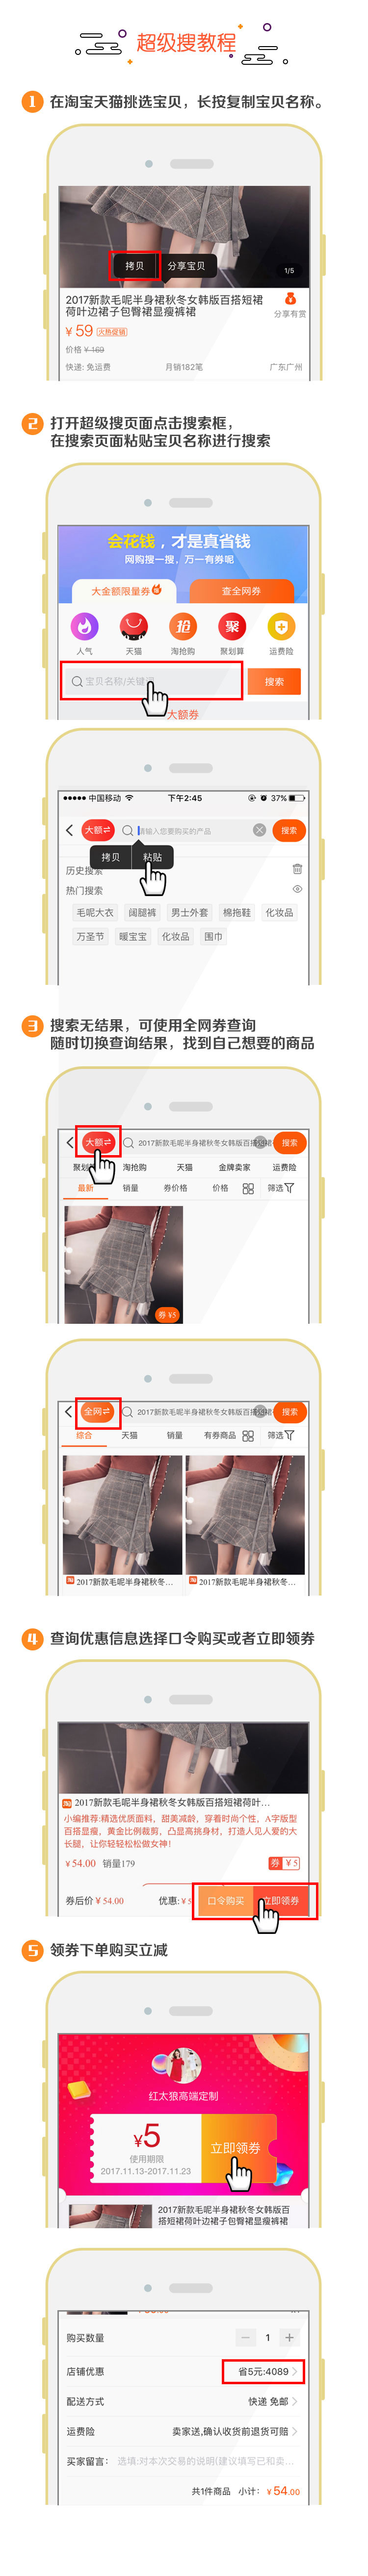 超级搜教程
1 在淘宝天猫挑选宝贝，长按复制宝贝名称。
拷贝 分享宝贝
1/5
2017新款毛呢半身裙秋冬女韩版百搭短裙
荷叶边裙子包臀裙显瘦裤裙
分享有赏
¥ 59 火热促销
价格 ¥ 169
快递: 免运费 月销182笔 广东广州
2 打开超级搜页面点击搜索框，
在搜索页面粘贴宝贝名称进行搜索
会花钱，才是真省钱
网购搜一搜，万一有券呢
大金额限量券 查全网券
抢 聚
人气 天猫 淘抢购 聚划算 运费险
宝贝名称/关键 搜索
大额券
中国移动 下午2:45 37%
大额 请输入您要购买的产品 搜索
拷贝 粘贴
历史搜索
热门搜索
毛呢大衣 阔腿裤 男士外套 棉拖鞋 化妆品
万圣节 暖宝宝 化妆品 围巾
3 搜索无结果，可使用全网券查询
随时切换查询结果，找到自己想要的商品
大额 2017新款毛呢半身裙秋冬女韩版百搭短裙 搜索
聚划 淘抢购 天猫 金牌卖家 运费险
最新 销量 券价格 价格 筛选
券 ¥5
全网 2017新款毛呢半身裙秋冬女韩版百搭短裙 搜索
综合 天猫 销量 有券商品 筛选
淘 2017新款毛呢半身裙秋冬... 淘 2017新款毛呢半身裙秋冬...
4 查询优惠信息选择口令购买或者立即领券
淘 2017新款毛呢半身裙秋冬女韩版百搭短裙荷叶...
小编推荐:精选优质面料，甜美减龄，穿着时尚个性，A字版型
百搭显瘦，黄金比例裁剪，凸显高挑身材，打造人见人爱的大
长腿，让你轻轻松松做女神！
¥54.00 销量179 券 ¥5
券后价 ¥54.00 优惠: ¥5 口令购买 立即领券
5 领券下单购买立减
红太狼高端定制
¥5
使用期限
2017.11.13-2017.11.23
立即领券
2017新款毛呢半身裙秋冬女韩版百
搭短裙荷叶边裙子包臀裙显瘦裤裙
购买数量 － 1 ＋
店铺优惠 省5元:4089
配送方式 快递 免邮
运费险 卖家送,确认收货前退货可赔
买家留言： 选填:对本次交易的说明(建议填写已和卖...
共1件商品 小计： ¥54.00